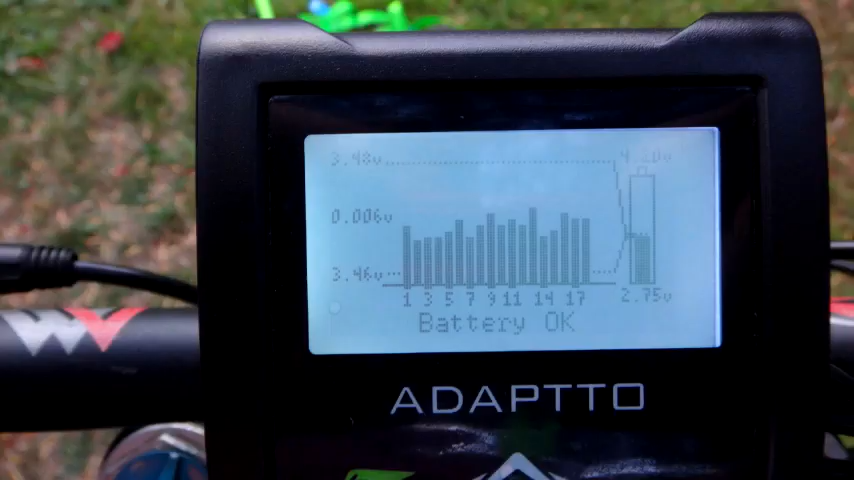 3.48v
4.20v
0.006v
3.46v
1 3 5 7 9 11 14 17
2.75v
Battery OK
ADAPTTO